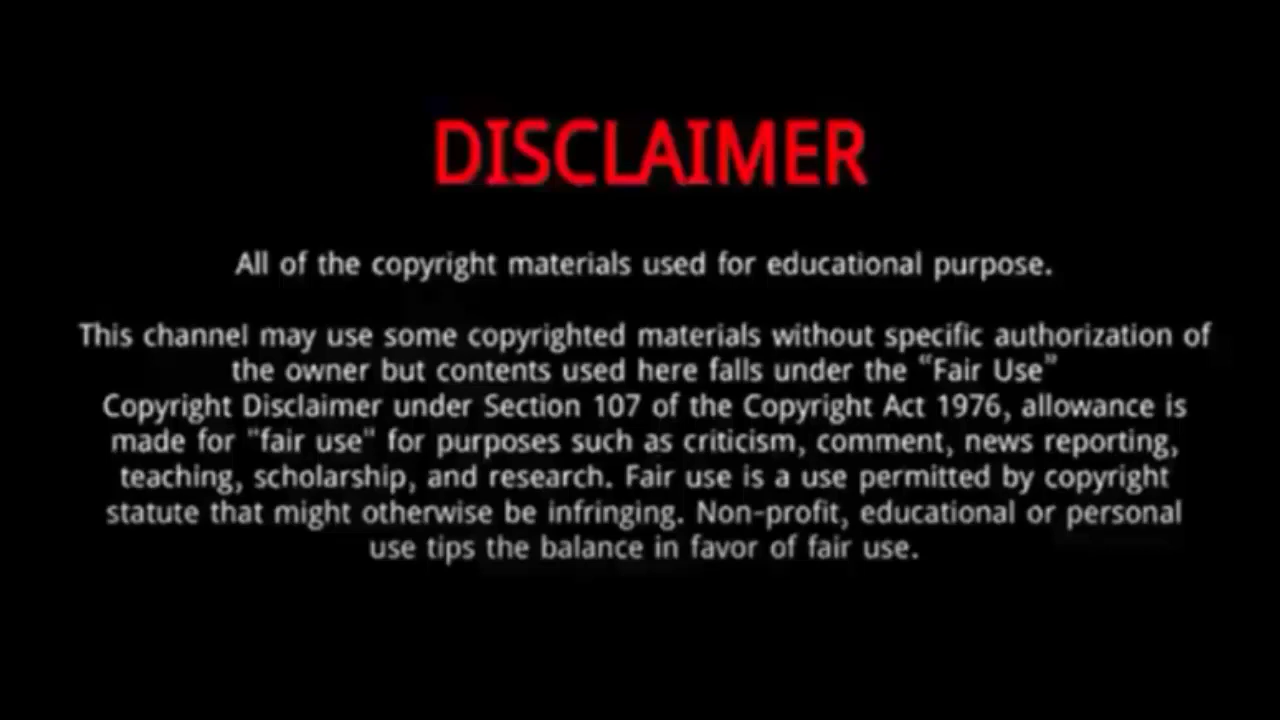 DISCLAIMER
All of the copyright materials used for educational purpose.
This channel may use some copyrighted materials without specific authorization of
the owner but contents used here falls under the “Fair Use”
Copyright Disclaimer under Section 107 of the Copyright Act 1976, allowance is
made for "fair use" for purposes such as criticism, comment, news reporting,
teaching, scholarship, and research. Fair use is a use permitted by copyright
statute that might otherwise be infringing. Non-profit, educational or personal
use tips the balance in favor of fair use.